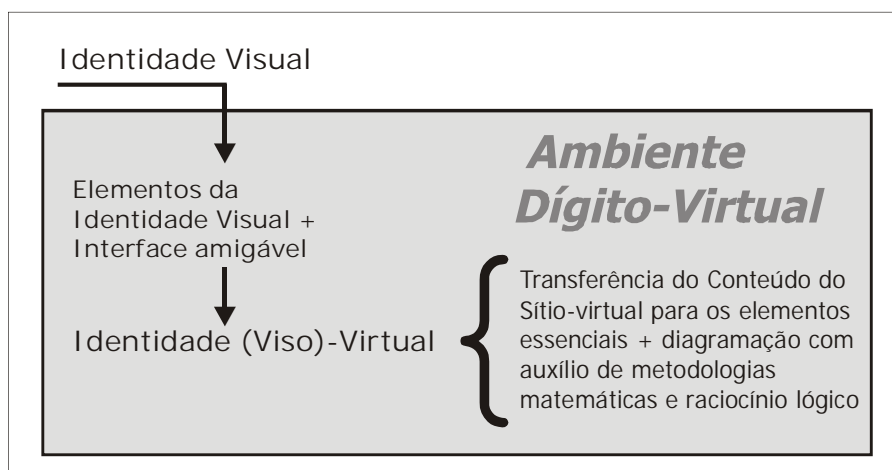 Identidade Visual
Ambiente
Dígito-Virtual
Elementos da
Identidade Visual +
Interface amigável
Identidade (Viso)-Virtual
Transferência do Conteúdo do
Sítio-virtual para os elementos
essenciais + diagramação com
auxílio de metodologias
matemáticas e raciocínio lógico